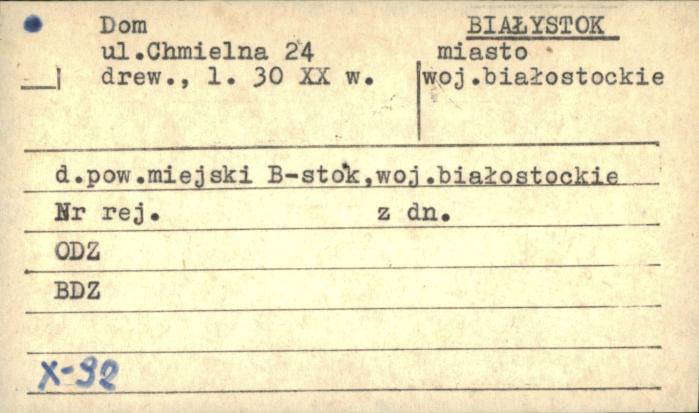 Dom
ul.Chmielna 24
drew., l. 30 XX w.
BIAŁYSTOK
miasto
woj.białostockie
d.pow.miejski B-stok,woj.białostockie
Nr rej. z dn.
ODZ
BDZ
X-92